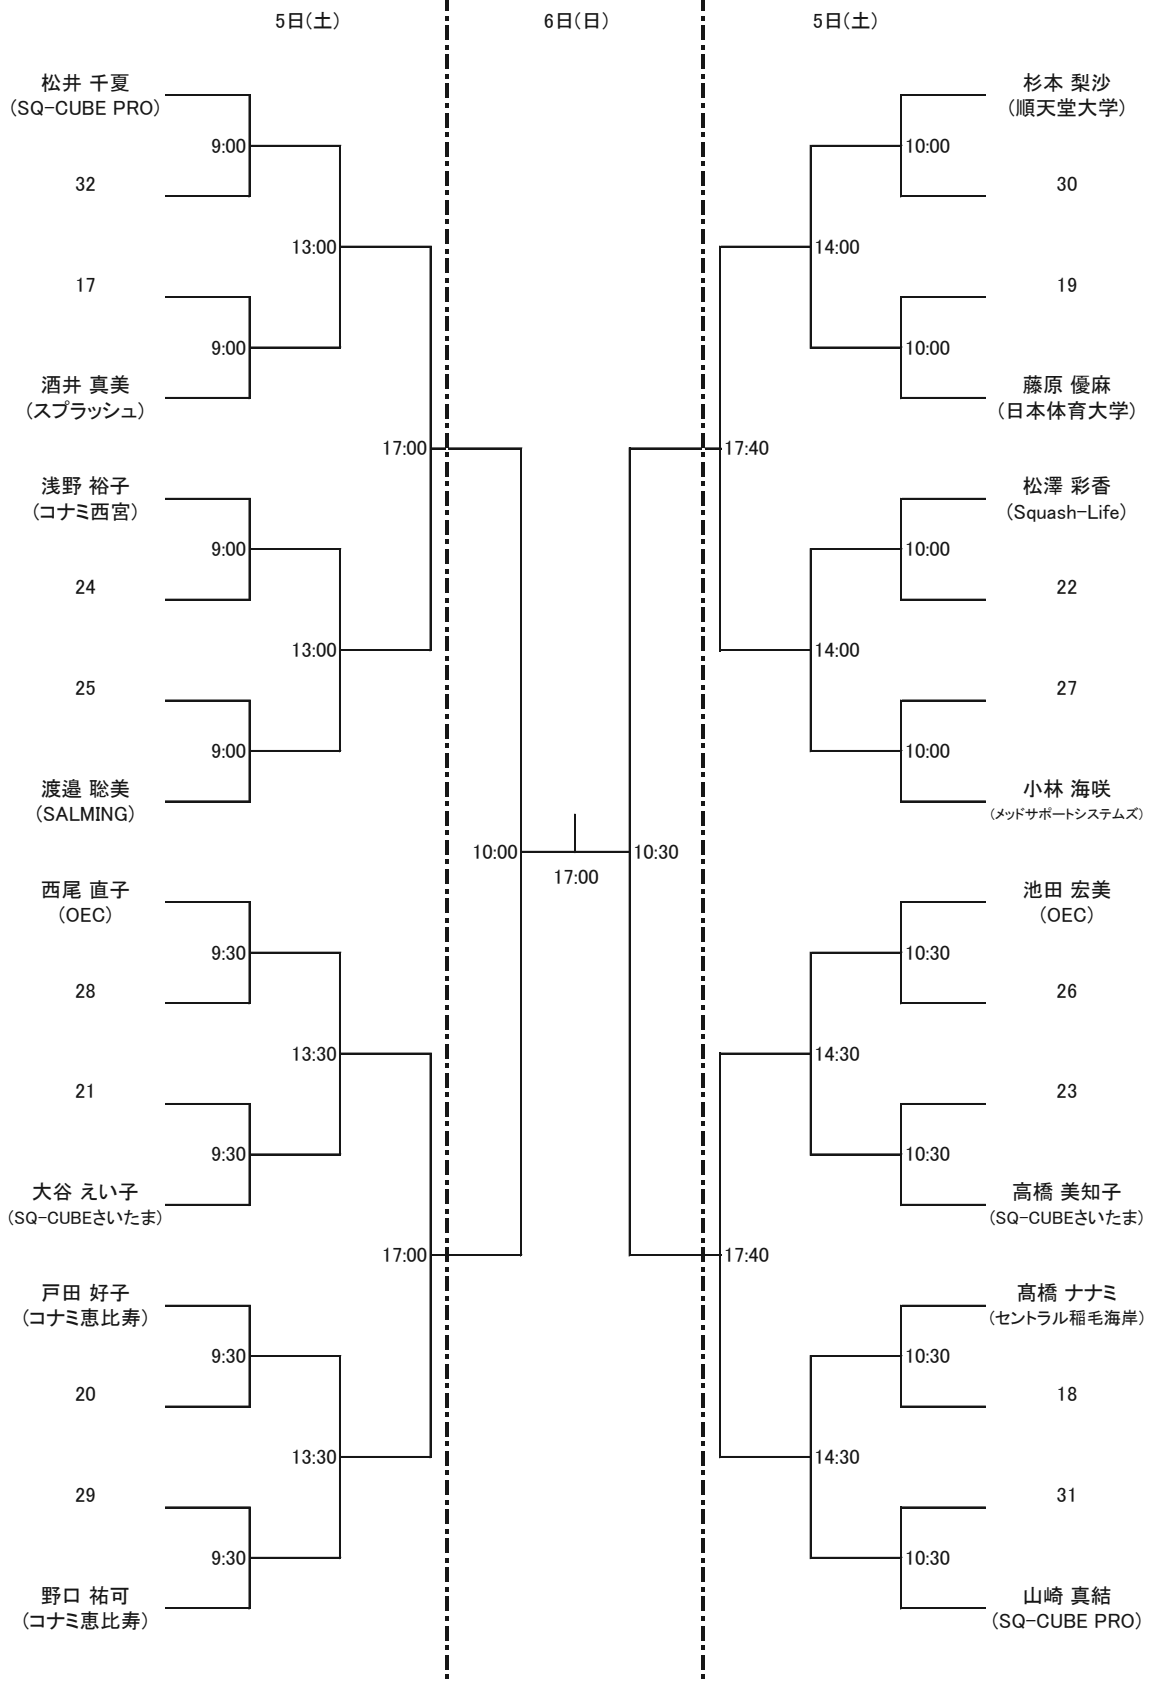 5日(土)
6日(日)
5日(土)
松井 千夏
(SQ-CUBE PRO)
9:00
32
13:00
17
9:00
酒井 真美
(スプラッシュ)
17:00
浅野 裕子
(コナミ西宮)
9:00
24
13:00
25
9:00
渡邉 聡美
(SALMING)
10:00
西尾 直子
(OEC)
9:30
28
13:30
21
9:30
大谷 えい子
(SQ-CUBEさいたま)
17:00
戸田 好子
(コナミ恵比寿)
9:30
20
13:30
29
9:30
野口 祐可
(コナミ恵比寿)
17:00
杉本 梨沙
(順天堂大学)
10:00
30
14:00
19
10:00
藤原 優麻
(日本体育大学)
17:40
松澤 彩香
(Squash-Life)
10:00
22
14:00
27
10:00
小林 海咲
(メッドサポートシステムズ)
10:30
池田 宏美
(OEC)
10:30
26
14:30
23
10:30
高橋 美知子
(SQ-CUBEさいたま)
17:40
髙橋 ナナミ
(セントラル稲毛海岸)
10:30
18
14:30
31
10:30
山崎 真結
(SQ-CUBE PRO)